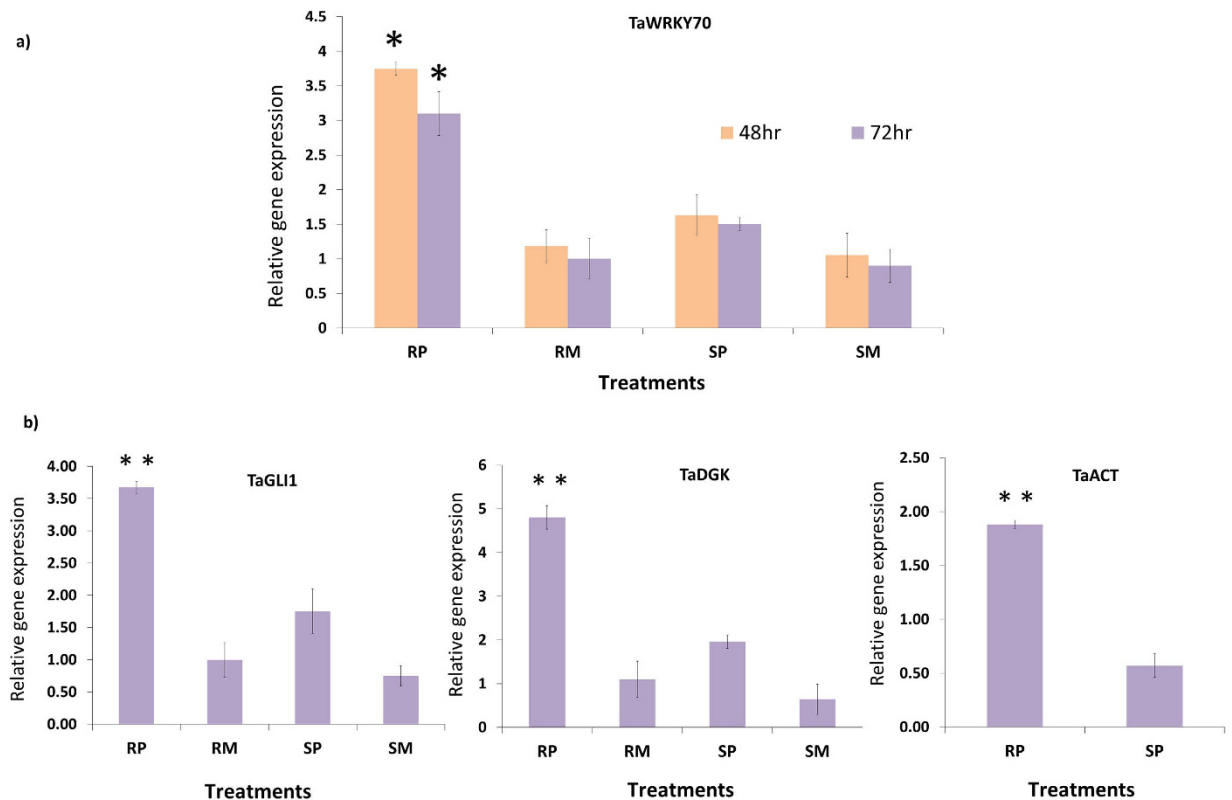 a)
TaWRKY70
Relative gene expression
4.5
4
3.5
3
2.5
2
1.5
1
0.5
0
* *
48hr 72hr
RP RM SP SM
Treatments
b)
TaGLI1
Relative gene expression
4.00
3.50
3.00
2.50
2.00
1.50
1.00
0.50
0.00
* *
RP RM SP SM
Treatments
TaDGK
Relative gene expression
6
5
4
3
2
1
0
* *
RP RM SP SM
Treatments
TaACT
Relative gene expression
2.50
2.00
1.50
1.00
0.50
0.00
* *
RP SP
Treatments